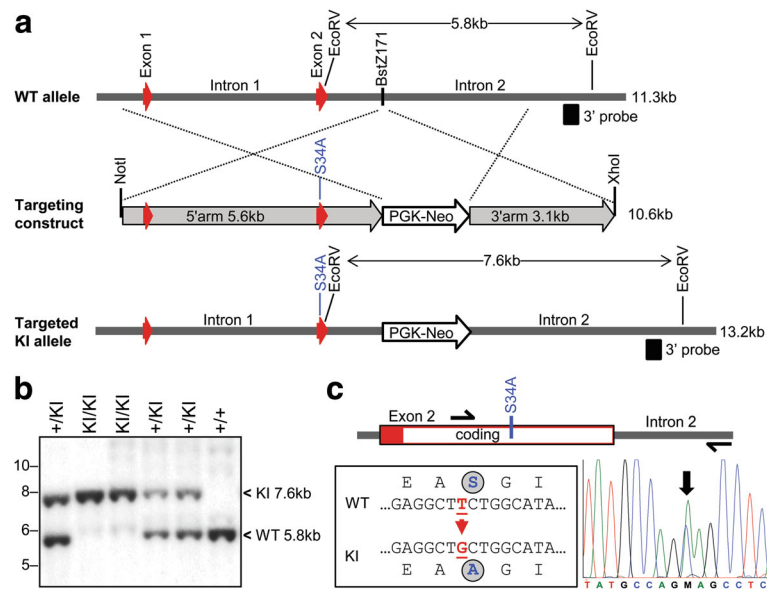 a
Exon 1
Exon 2
EcoRV
5.8kb
BstZ171
EcoRV
WT allele
Intron 1
Intron 2
11.3kb
3' probe
NotI
S34A
XhoI
Targeting
construct
5'arm 5.6kb
PGK-Neo
3'arm 3.1kb
10.6kb
S34A
EcoRV
7.6kb
EcoRV
Targeted
KI allele
Intron 1
PGK-Neo
Intron 2
13.2kb
3' probe
b
+/KI
KI/KI
KI/KI
+/KI
+/KI
+/+
10
8
6
5
< KI 7.6kb
< WT 5.8kb
c
Exon 2
S34A
Intron 2
coding
E A S G I
WT ...GAGGCTTCTGGCATA...
KI ...GAGGCTGCTGGCATA...
E A A G I
T A T G C C A G M A G C C T C